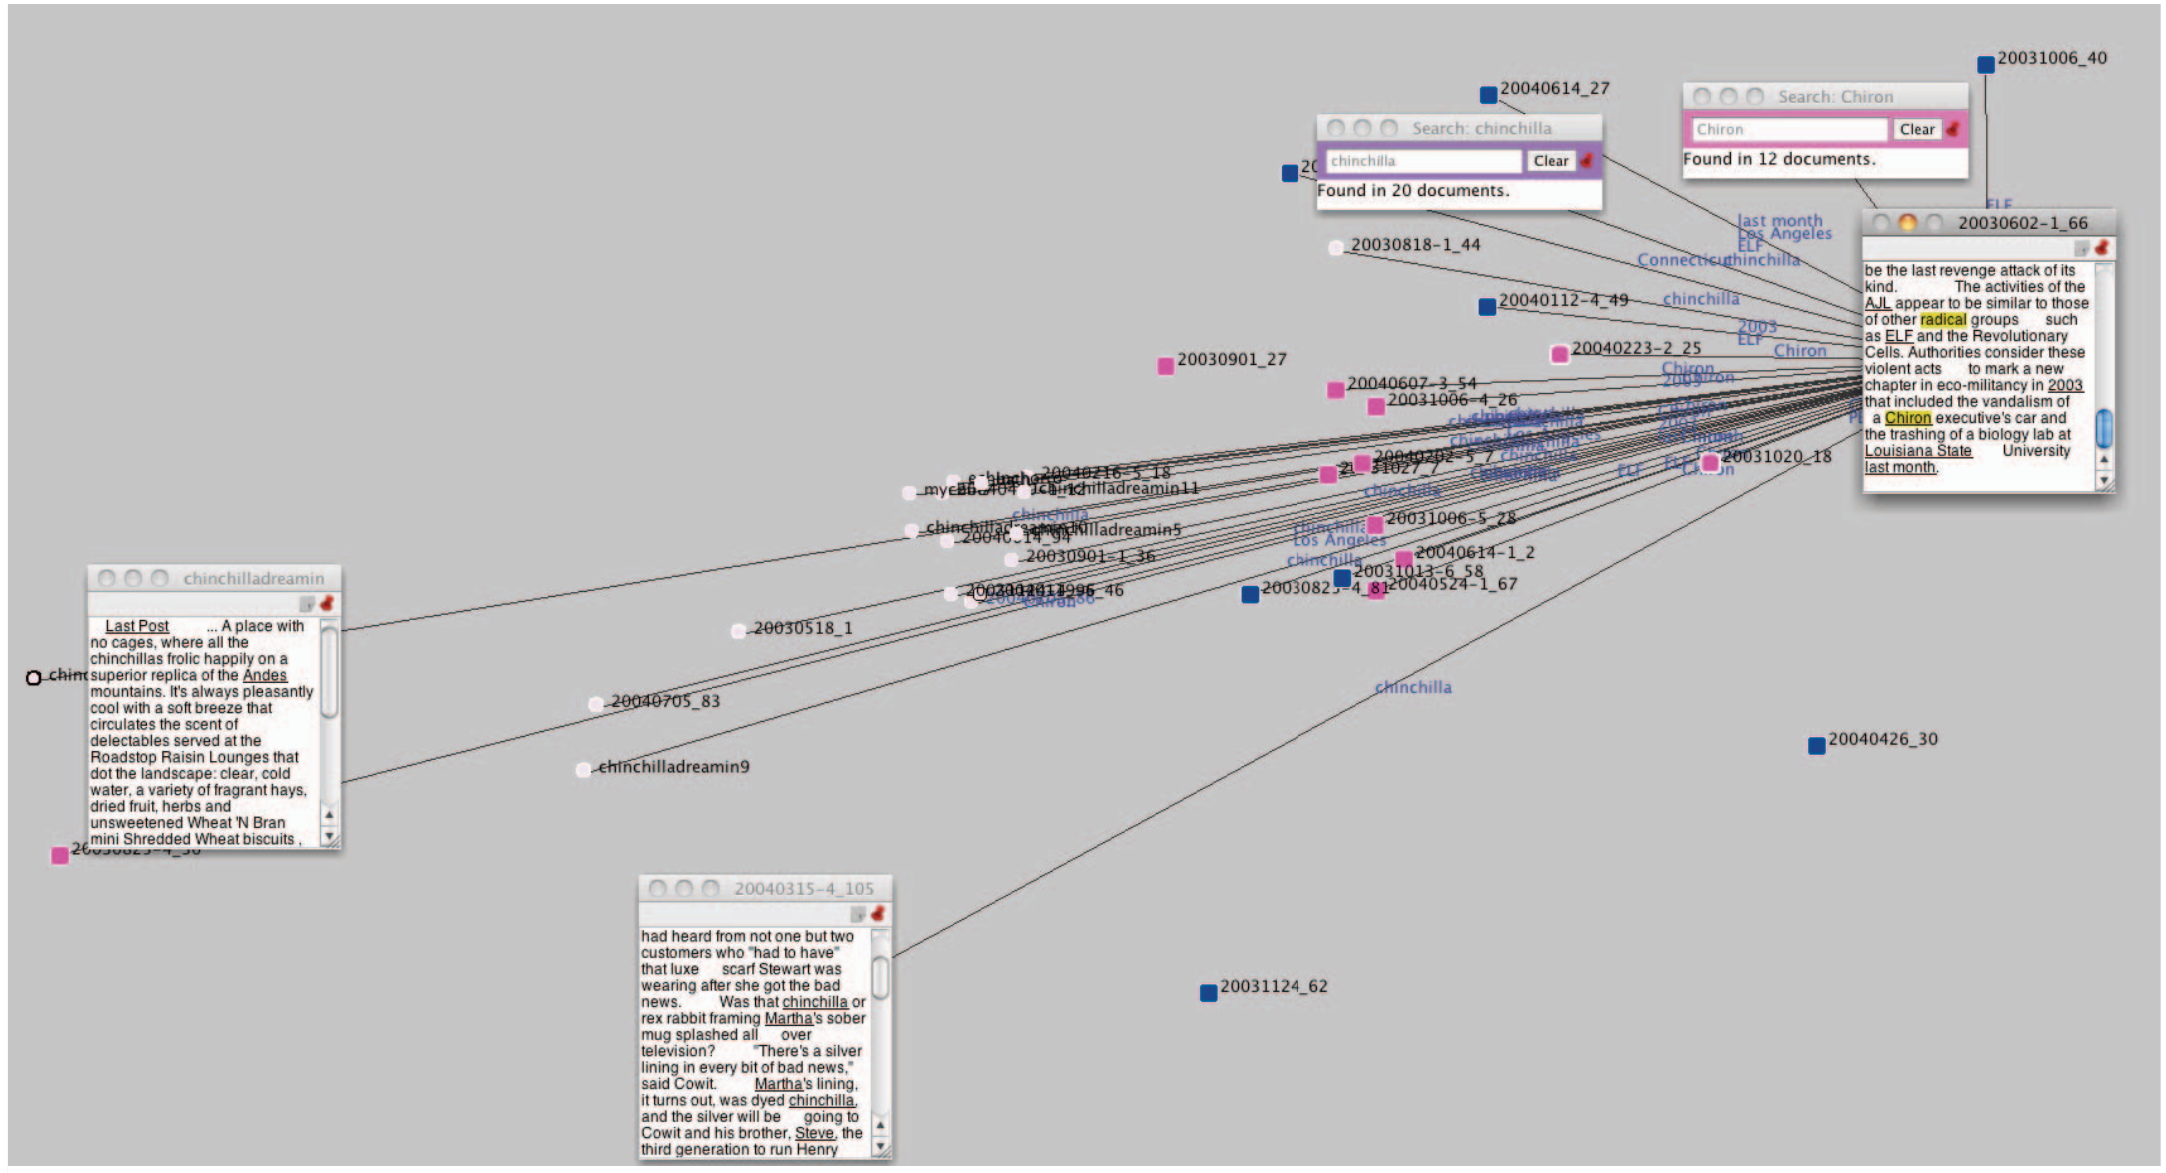 20031006_40
20040614_27
Search: Chiron
Chiron
Clear
Found in 12 documents.
Search: chinchilla
chinchilla
Clear
Found in 20 documents.
20
ELF
20030602-1_66
be the last revenge attack of its
kind. The activities of the
AJL appear to be similar to those
of other radical groups such
as ELF and the Revolutionary
Cells. Authorities consider these
violent acts to mark a new
chapter in eco-militancy in 2003
that included the vandalism of
a Chiron executive's car and
the trashing of a biology lab at
Louisiana State University
last month.
last month
Los Angeles
ELF
Connecticut
chinchilla
20030818-1_44
chinchilla
20040112-4_49
2003
ELF
Chiron
20040223-2_25
20030901_27
Chiron
20040607-3_54
20031006-4_26
20040202-5_7
20031020_18
ELF
20040216-5_18
chinchilladreamin11
chinchilla
chinchilla
chinchilladreamin5
20031006-5_28
chinchilla
Los Angeles
chinchilla
20030901-1_36
20040614-1_2
20031013-6_58
20040524-1_67
20030825-4_81
Chiron
20030518_1
chinchilla
20040705_83
chinchilladreamin9
20040426_30
20031124_62
chinchilladreamin
Last Post ... A place with
no cages, where all the
chinchillas frolic happily on a
superior replica of the Andes
mountains. It's always pleasantly
cool with a soft breeze that
circulates the scent of
delectables served at the
Roadstop Raisin Lounges that
dot the landscape: clear, cold
water, a variety of fragrant hays,
dried fruit, herbs and
unsweetened Wheat 'N Bran
mini Shredded Wheat biscuits ,
20040315-4_105
had heard from not one but two
customers who "had to have"
that luxe scarf Stewart was
wearing after she got the bad
news. Was that chinchilla or
rex rabbit framing Martha's sober
mug splashed all over
television? "There's a silver
lining in every bit of bad news,"
said Cowit. Martha's lining,
it turns out, was dyed chinchilla,
and the silver will be going to
Cowit and his brother, Steve, the
third generation to run Henry